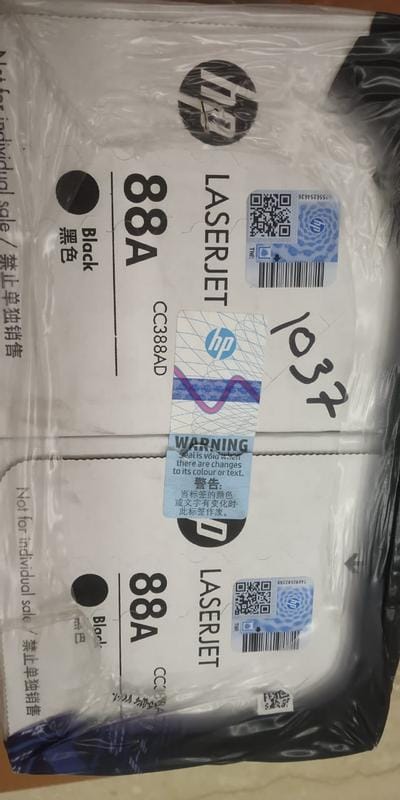 hp
LASERJET
88A
CC388AD
Black
黑色
Not for individual sale / 禁止单独销售
hp
1037
hp
WARNING
Seal is void when
there are changes
to its colour or text.
警告:
当标签的颜色
或文字有变化时
此标签作废。
LASERJET
88A
Black
Not for individual sale / 禁止单独销售
hp